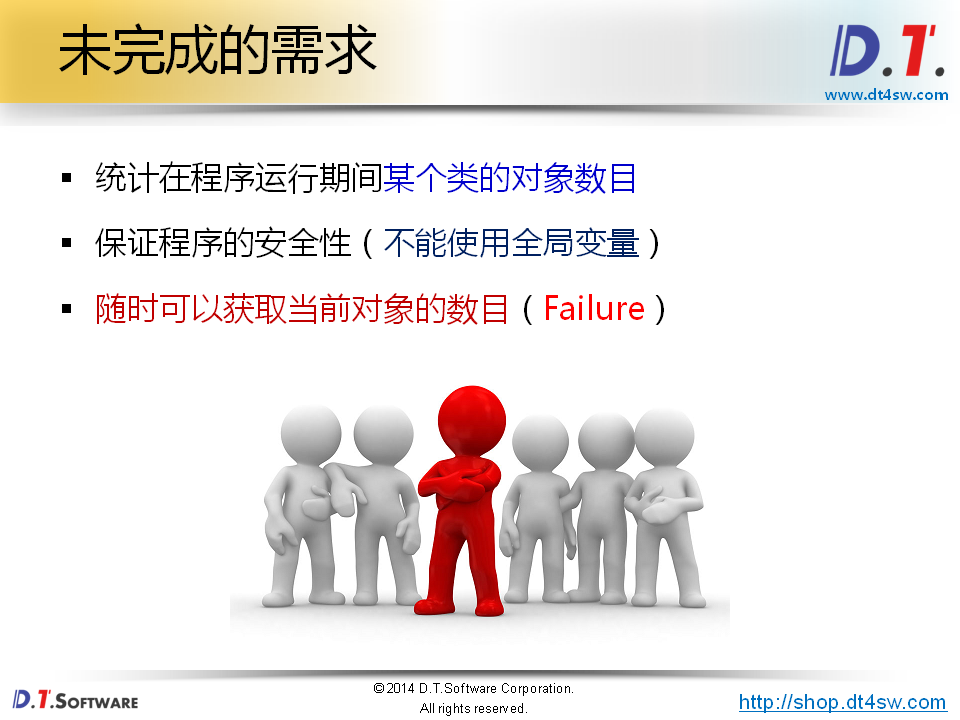 未完成的需求
D.T.
www.dt4sw.com
▪ 统计在程序运行期间某个类的对象数目
▪ 保证程序的安全性（不能使用全局变量）
▪ 随时可以获取当前对象的数目（Failure）
D.T.SOFTWARE
©2014 D.T.Software Corporation.
All rights reserved.
http://shop.dt4sw.com